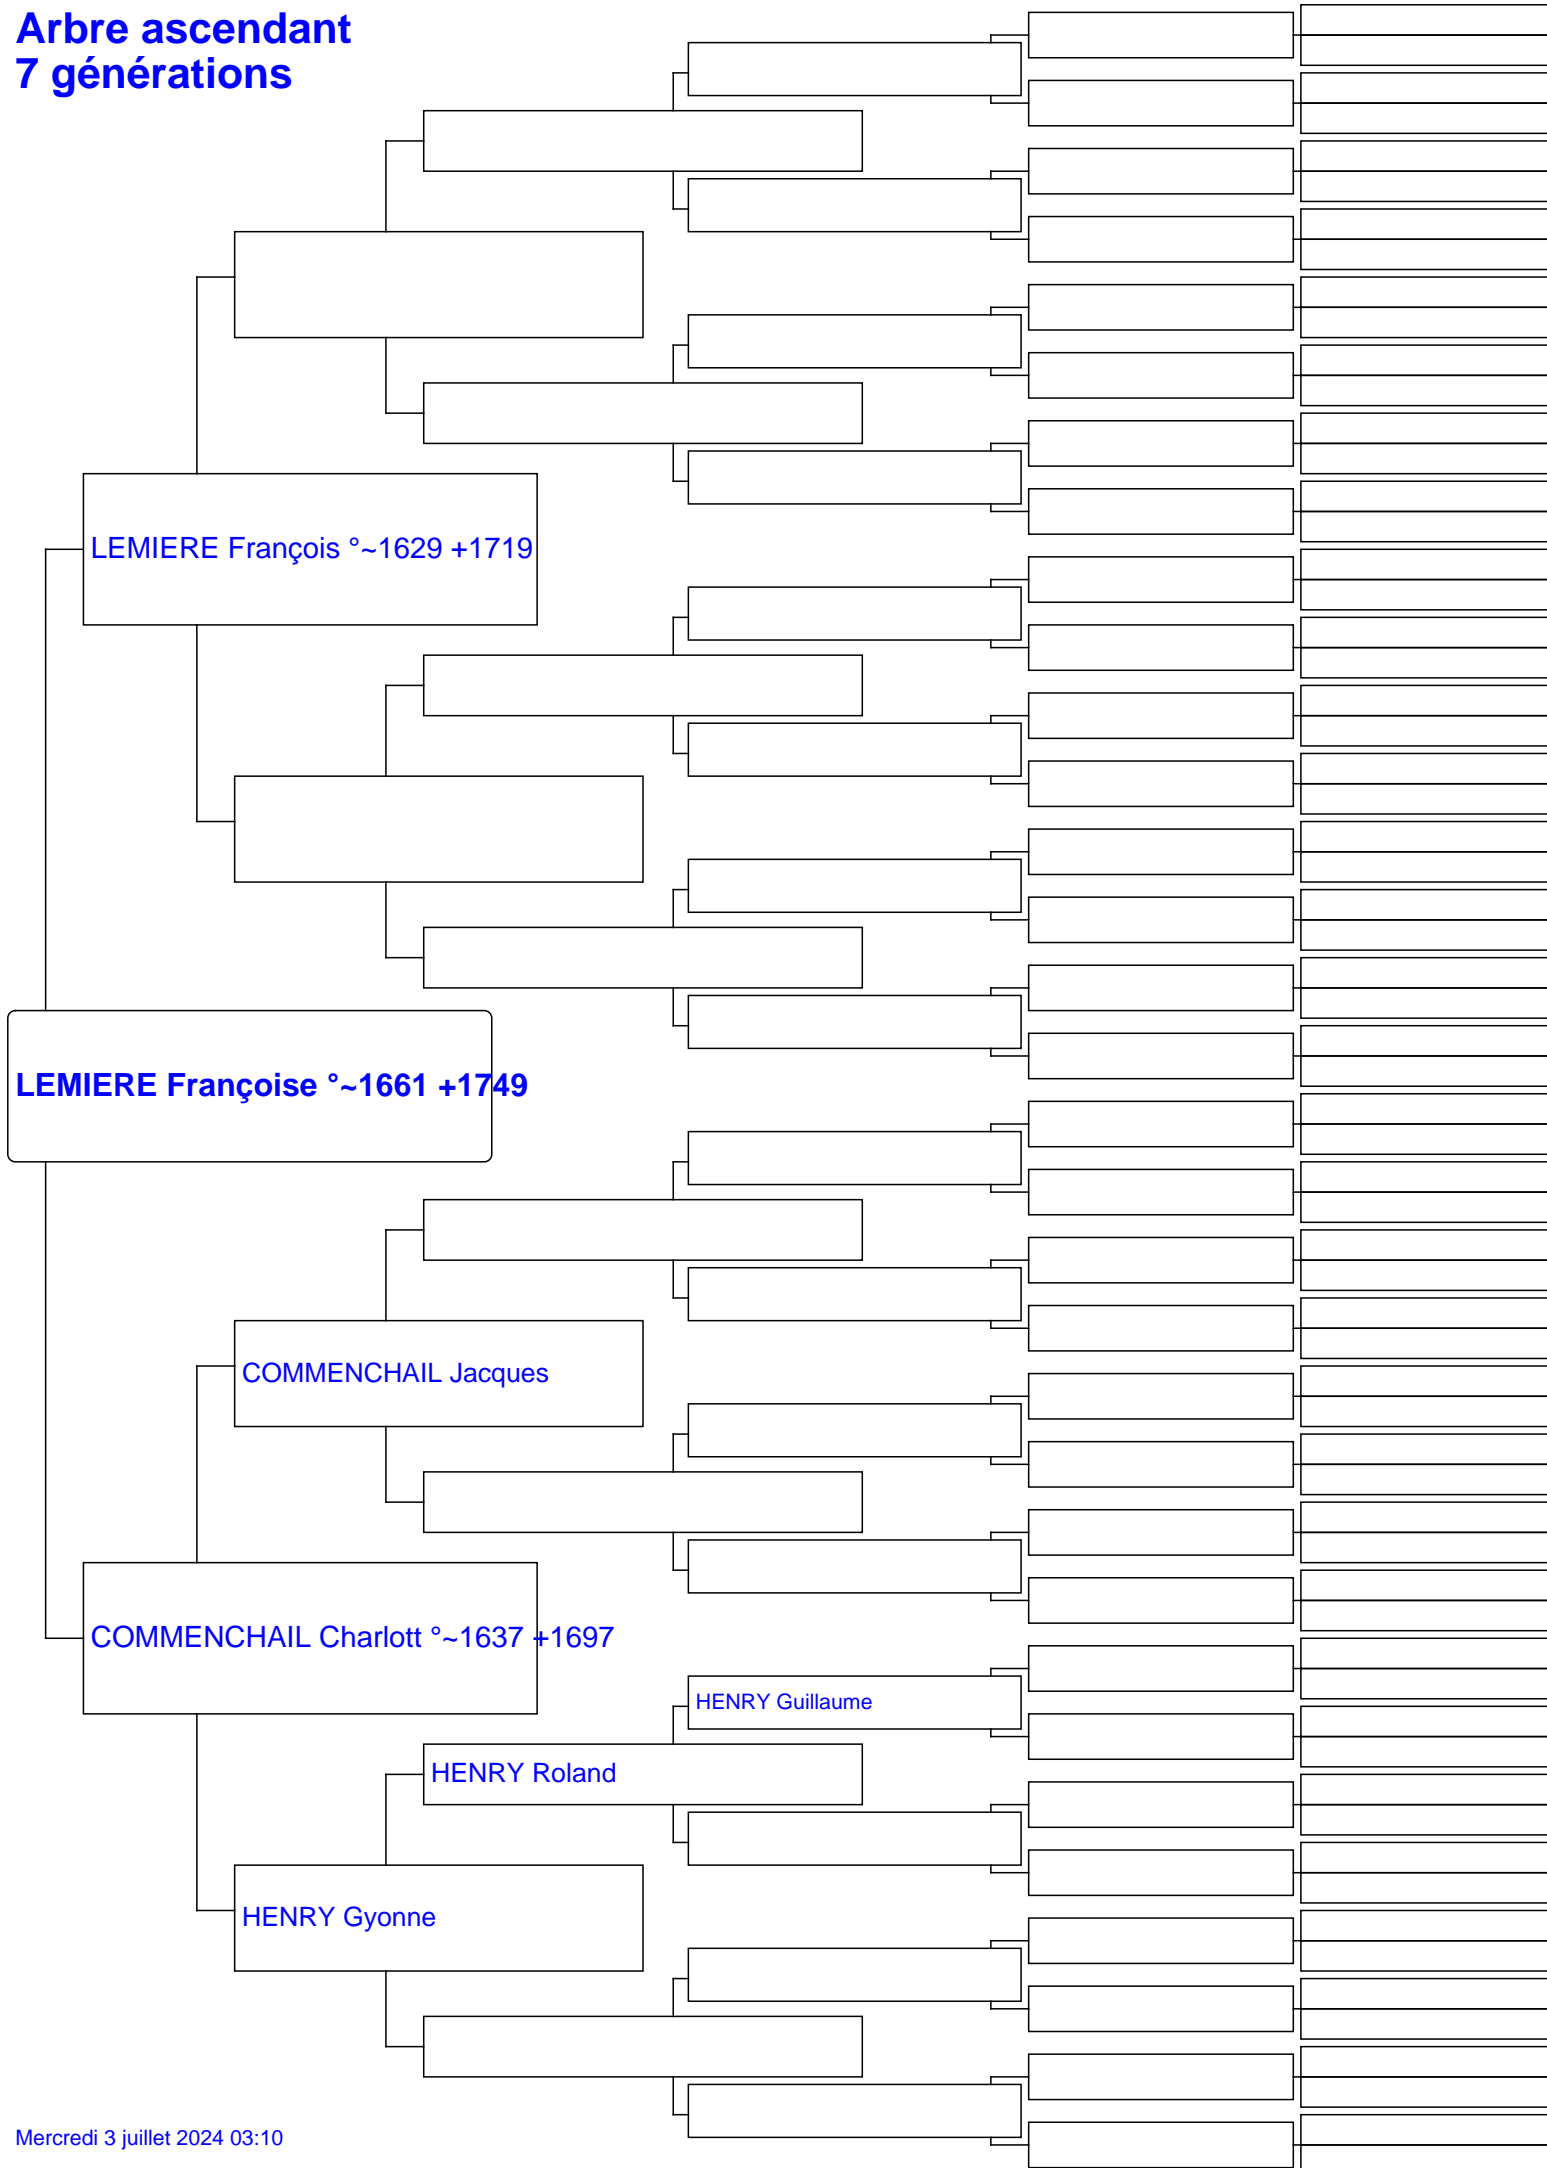 Arbre ascendant
7 générations
LEMIERE François °~1629 +1719
LEMIERE Françoise °~1661 +1749
COMMENCHAIL Jacques
COMMENCHAIL Charlott °~1637 +1697
HENRY Guillaume
HENRY Roland
HENRY Gyonne
Mercredi 3 juillet 2024 03:10